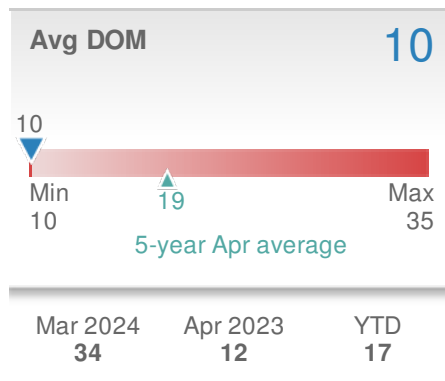 Avg DOM 10
10
Min Max
10 19 35
5-year Apr average
Mar 2024 Apr 2023 YTD
34 12 17